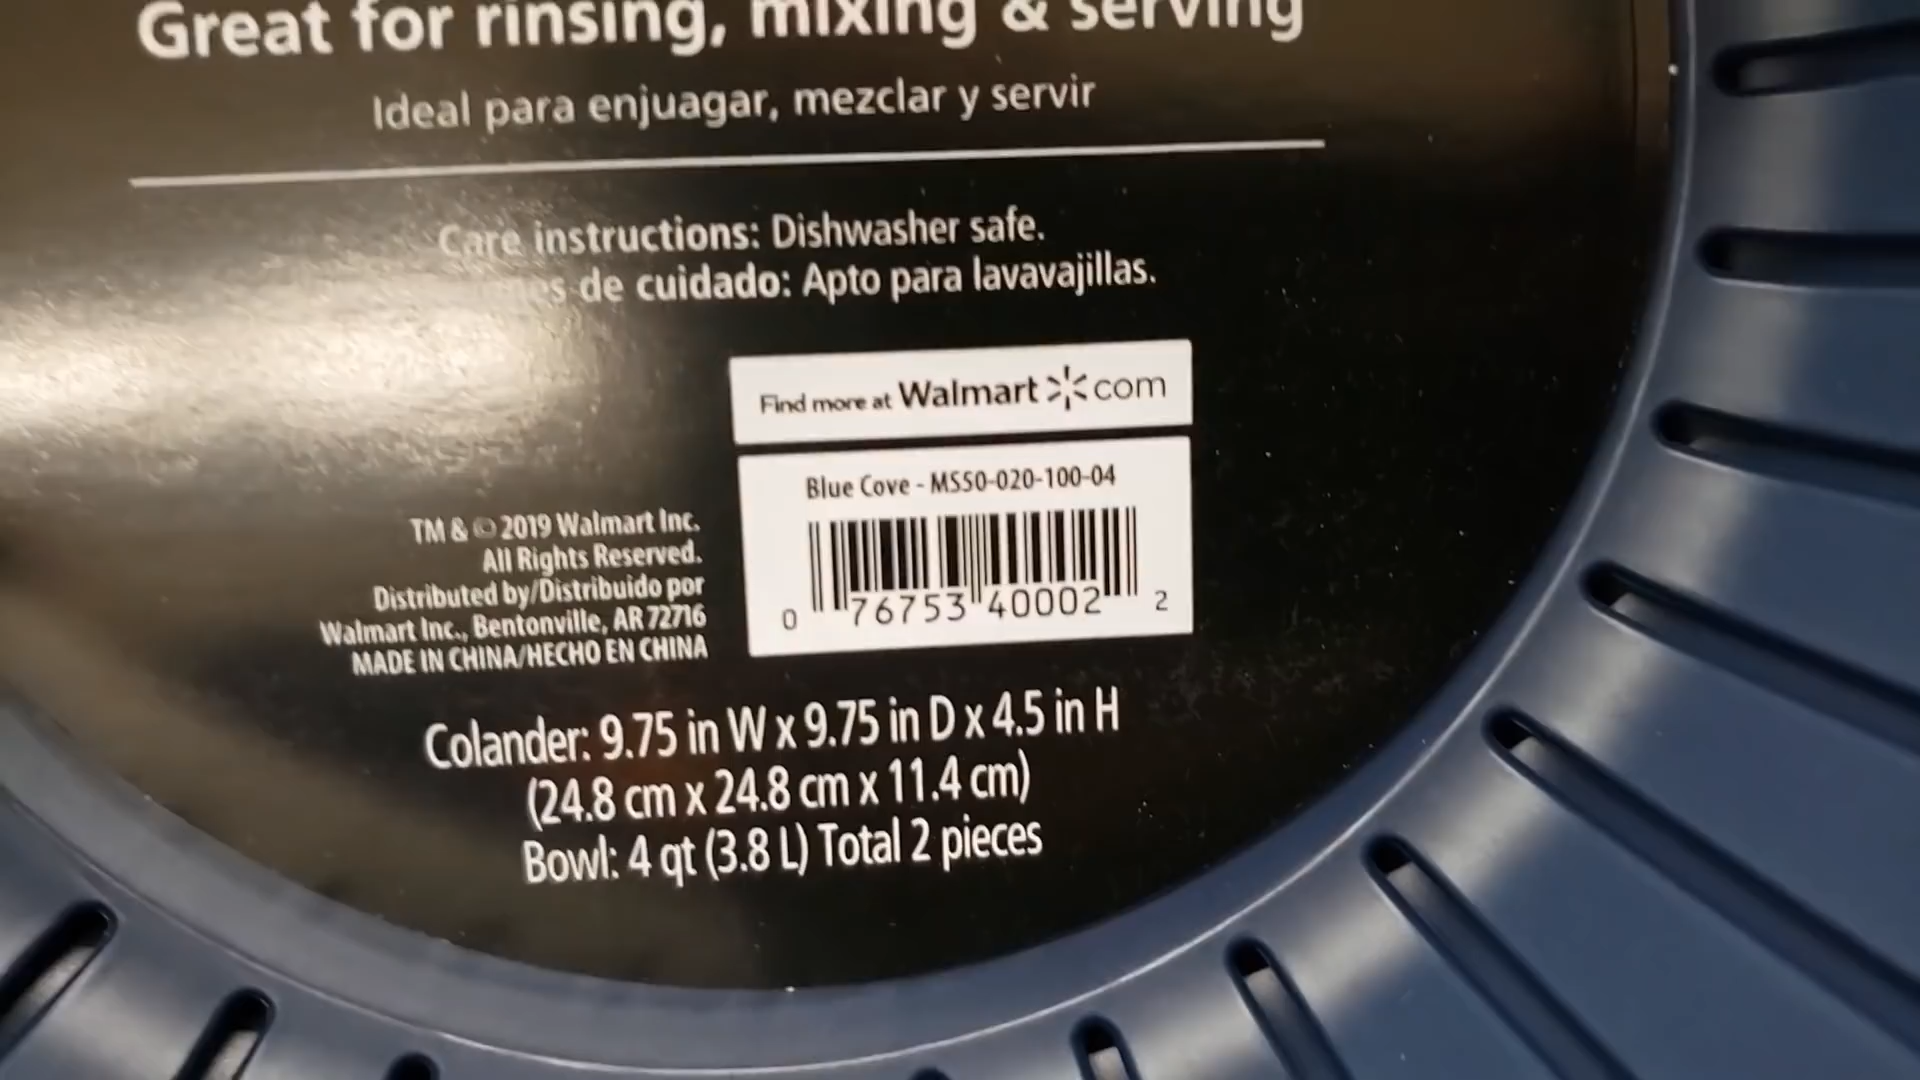 Great for rinsing, mixing & serving
Ideal para enjuagar, mezclar y servir
Care instructions: Dishwasher safe.
de cuidado: Apto para lavavajillas.
Find more at Walmart com
Blue Cove - MS50-020-100-04
0 76753 40002 2
TM & © 2019 Walmart Inc.
All Rights Reserved.
Distributed by/Distribuido por
Walmart Inc., Bentonville, AR 72716
MADE IN CHINA/HECHO EN CHINA
Colander: 9.75 in W x 9.75 in D x 4.5 in H
(24.8 cm x 24.8 cm x 11.4 cm)
Bowl: 4 qt (3.8 L) Total 2 pieces